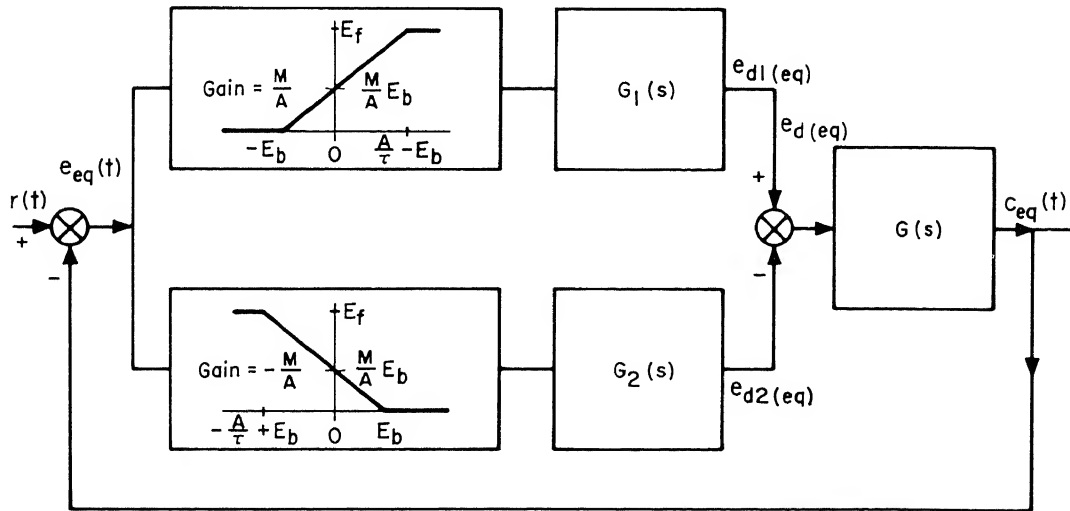 +E_f
Gain = M/A
M/A E_b
-E_b
0
A/τ -E_b
G_1(s)
e_d1(eq)
e_d(eq)
+
e_eq(t)
r(t)
+
-
G(s)
c_eq(t)
-
+E_f
Gain = -M/A
M/A E_b
-A/τ +E_b
0
E_b
G_2(s)
e_d2(eq)